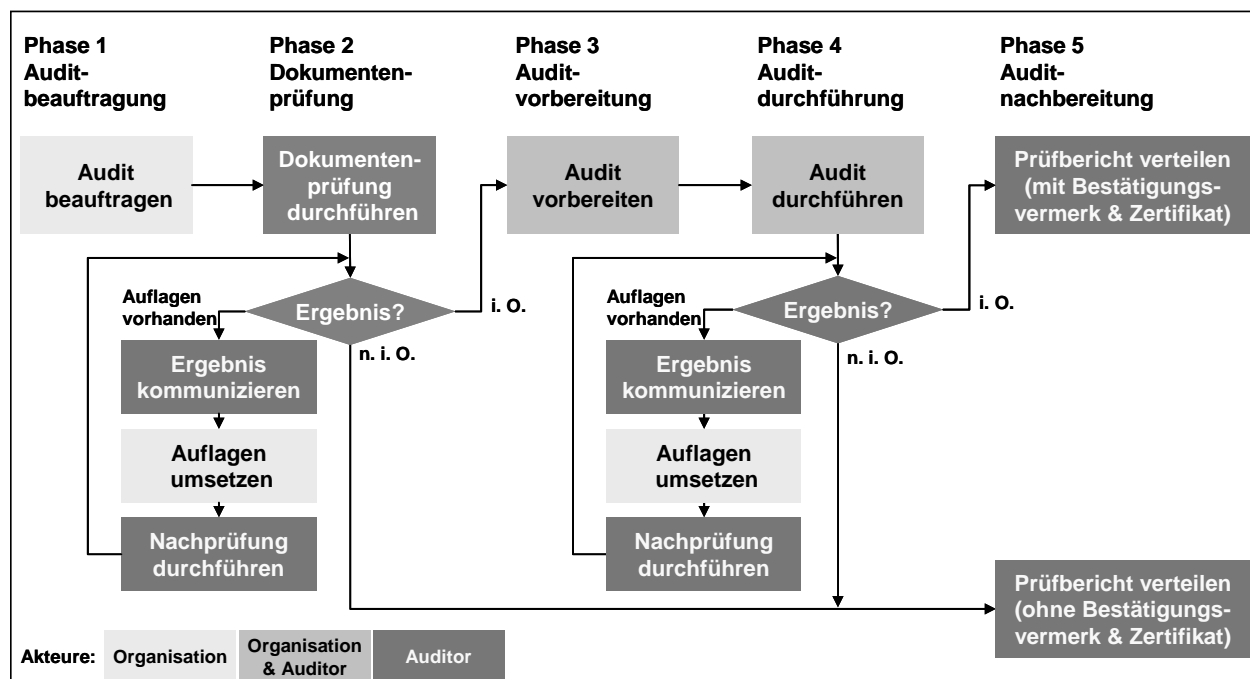 Phase 1
Audit-
beauftragung
Phase 2
Dokumenten-
prüfung
Phase 3
Audit-
vorbereitung
Phase 4
Audit-
durchführung
Phase 5
Audit-
nachbereitung
Audit
beauftragen
Dokumenten-
prüfung
durchführen
Audit
vorbereiten
Audit
durchführen
Prüfbericht verteilen
(mit Bestätigungs-
vermerk & Zertifikat)
Auflagen
vorhanden
Ergebnis?
i. O.
n. i. O.
Ergebnis
kommunizieren
Auflagen
umsetzen
Nachprüfung
durchführen
Auflagen
vorhanden
Ergebnis?
i. O.
n. i. O.
Ergebnis
kommunizieren
Auflagen
umsetzen
Nachprüfung
durchführen
Prüfbericht verteilen
(ohne Bestätigungs-
vermerk & Zertifikat)
Akteure:
Organisation
Organisation
& Auditor
Auditor